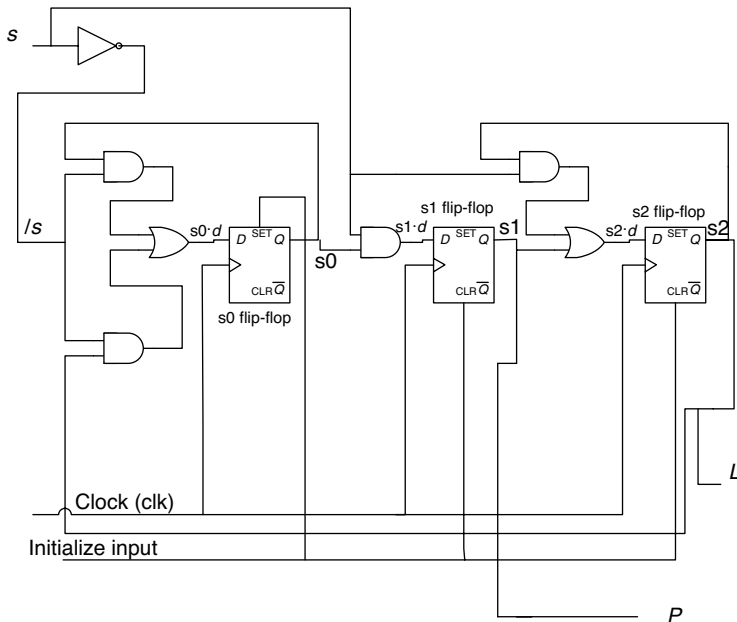 s
/s
s0·d
D SET Q
CLR Q̅
s0 flip-flop
s0
s1 flip-flop
s1·d
D SET Q
CLR Q̅
s1
s2 flip-flop
s2·d
D SET Q
CLR Q̅
s2
L
Clock (clk)
Initialize input
P